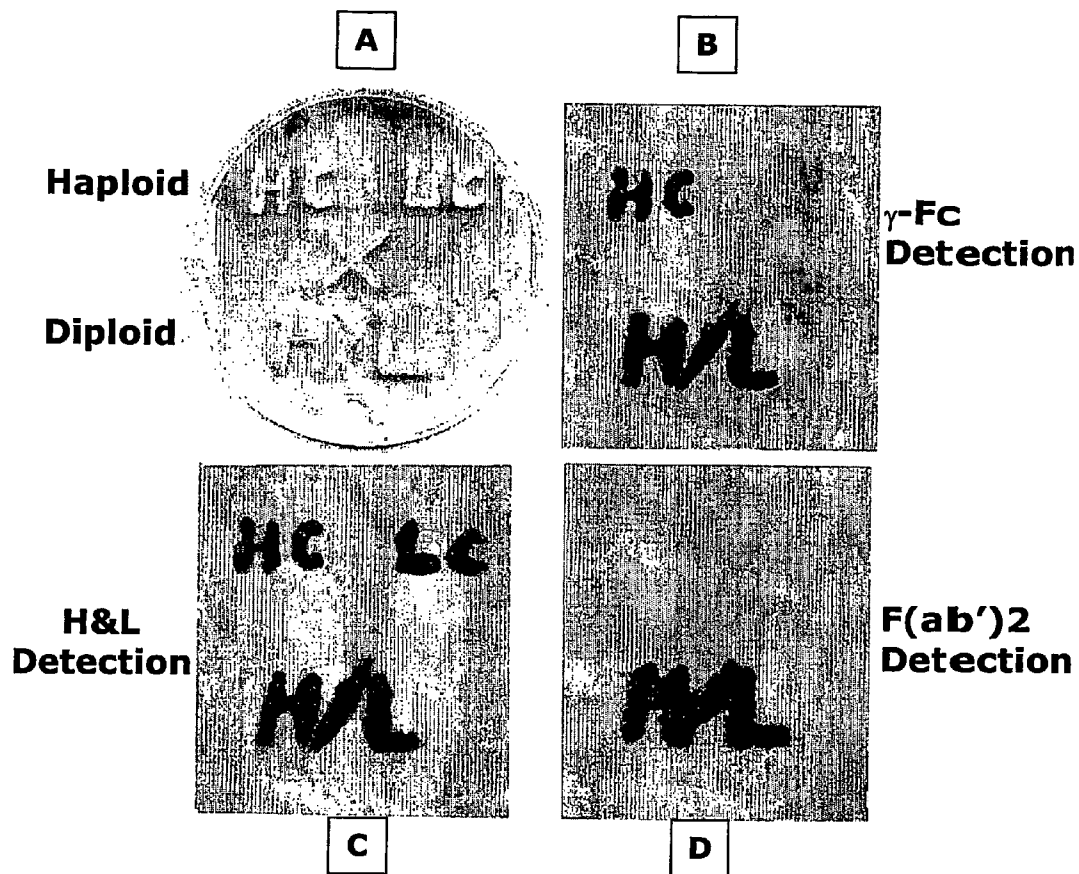 A
B
Haploid
HC LC
γ-Fc
Detection
HC
Diploid
H/L
H/L
HC LC
H&L
Detection
F(ab')2
Detection
H/L
H/L
C
D